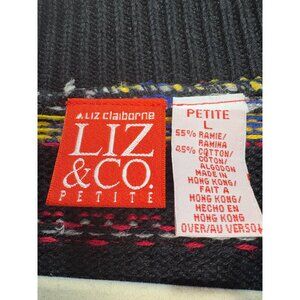 LIZ claiborne
LIZ
&CO.
PETITE
PETITE
L
55% RAMIE/
RAMINA
45% COTTON/
COTON/
ALGODON
MADE IN
HONG KONG/
FAIT A
HONG KONG/
HECHO EN
HONG KONG
OVER/AU VERSO